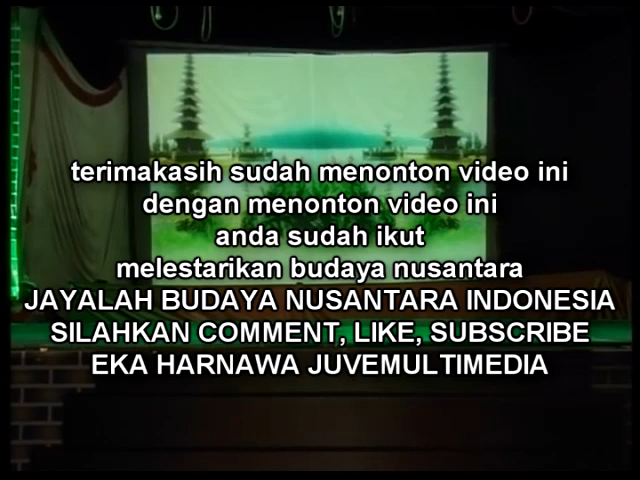 terimakasih sudah menonton video ini
dengan menonton video ini
anda sudah ikut
melestarikan budaya nusantara
JAYALAH BUDAYA NUSANTARA INDONESIA
SILAHKAN COMMENT, LIKE, SUBSCRIBE
EKA HARNAWA JUVEMULTIMEDIA